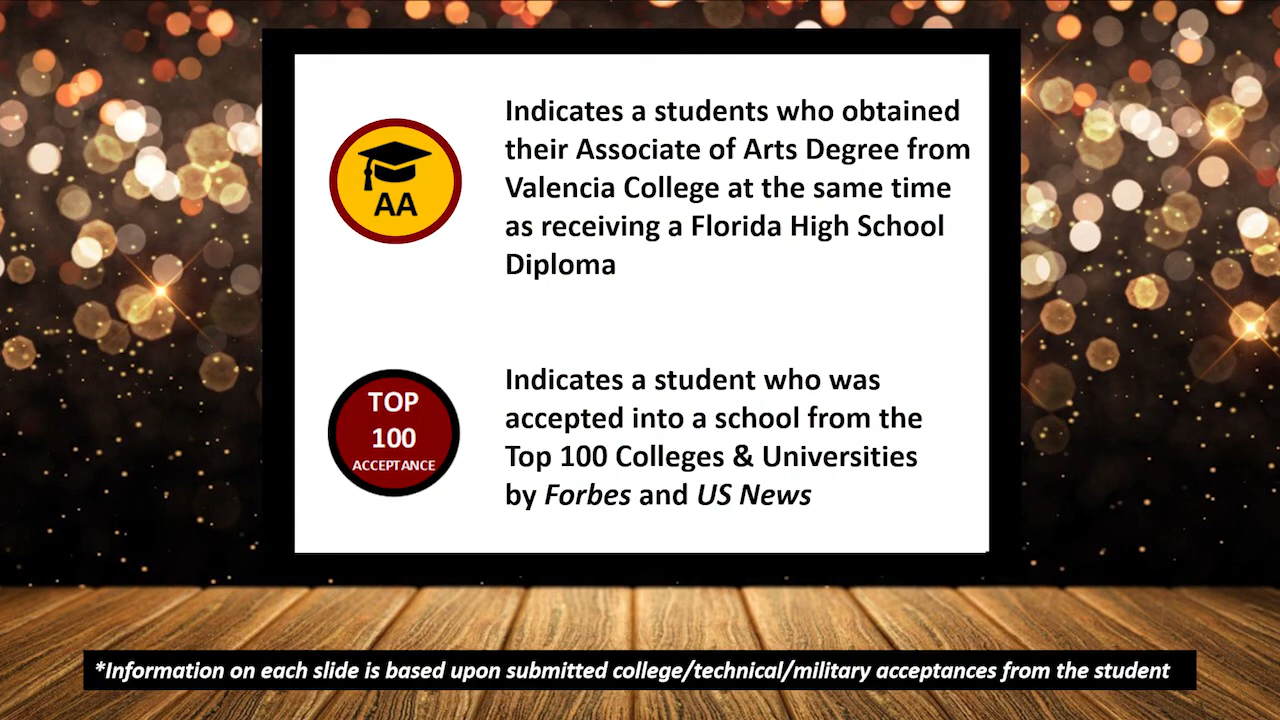 AA
Indicates a students who obtained
their Associate of Arts Degree from
Valencia College at the same time
as receiving a Florida High School
Diploma
TOP
100
ACCEPTANCE
Indicates a student who was
accepted into a school from the
Top 100 Colleges & Universities
by Forbes and US News
*Information on each slide is based upon submitted college/technical/military acceptances from the student